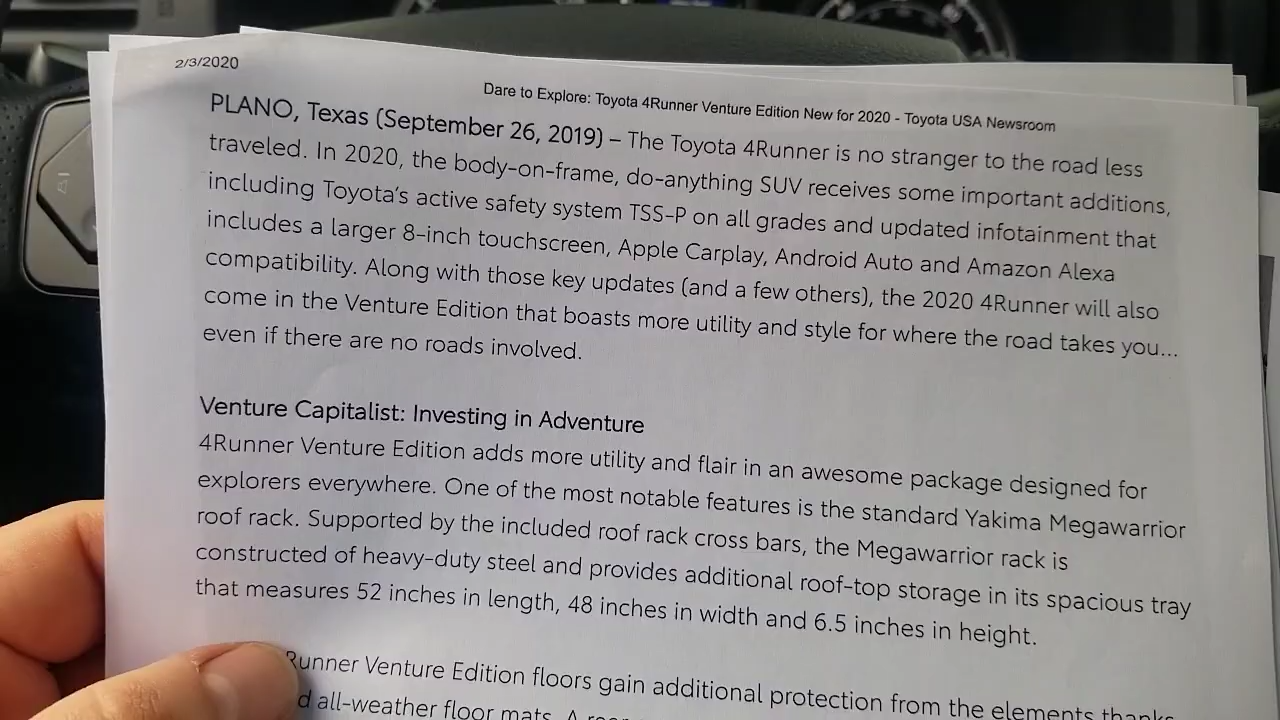 2/3/2020
Dare to Explore: Toyota 4Runner Venture Edition New for 2020 - Toyota USA Newsroom
PLANO, Texas (September 26, 2019) – The Toyota 4Runner is no stranger to the road less
traveled. In 2020, the body-on-frame, do-anything SUV receives some important additions,
including Toyota's active safety system TSS-P on all grades and updated infotainment that
includes a larger 8-inch touchscreen, Apple Carplay, Android Auto and Amazon Alexa
compatibility. Along with those key updates (and a few others), the 2020 4Runner will also
come in the Venture Edition that boasts more utility and style for where the road takes you...
even if there are no roads involved.
Venture Capitalist: Investing in Adventure
4Runner Venture Edition adds more utility and flair in an awesome package designed for
explorers everywhere. One of the most notable features is the standard Yakima Megawarrior
roof rack. Supported by the included roof rack cross bars, the Megawarrior rack is
constructed of heavy-duty steel and provides additional roof-top storage in its spacious tray
that measures 52 inches in length, 48 inches in width and 6.5 inches in height.
Runner Venture Edition floors gain additional protection from the elements thanks
all-weather floor mats. A